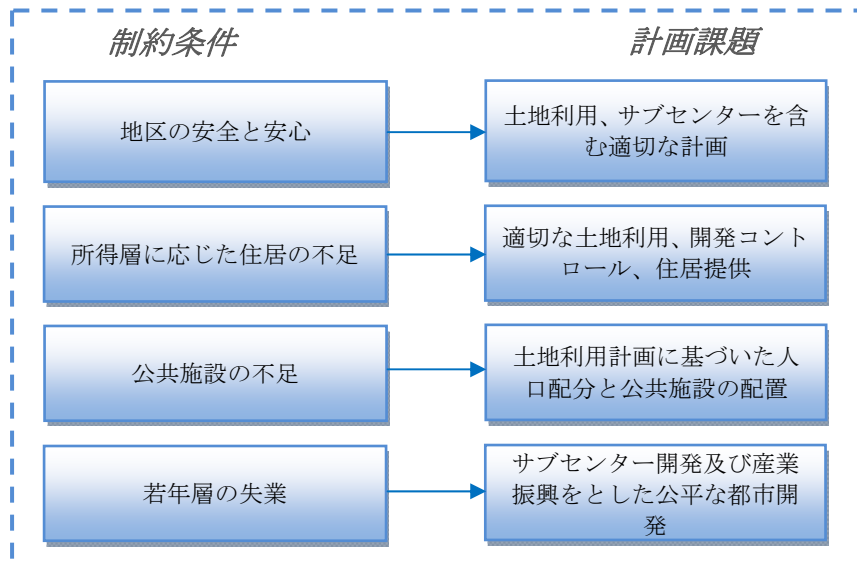 制約条件
計画課題
地区の安全と安心
土地利用、サブセンターを含
む適切な計画
所得層に応じた住居の不足
適切な土地利用、開発コント
ロール、住居提供
公共施設の不足
土地利用計画に基づいた人
口配分と公共施設の配置
若年層の失業
サブセンター開発及び産業
振興をとした公平な都市開
発